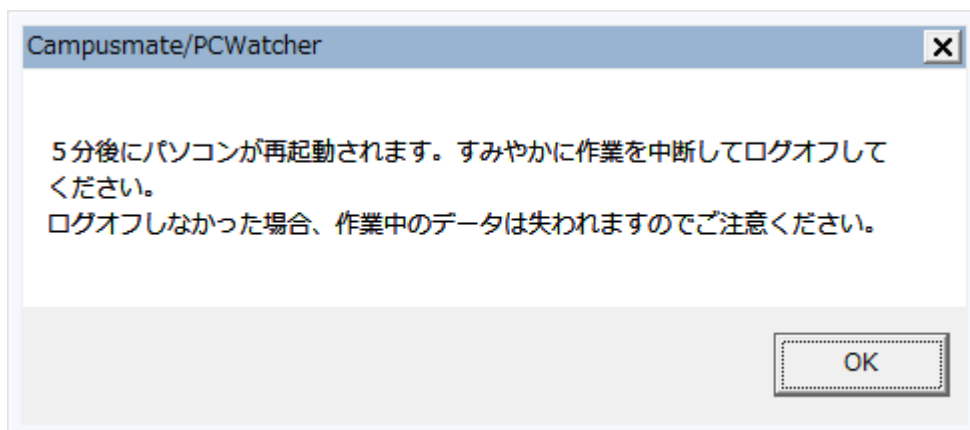 Campusmate/PCWatcher
５分後にパソコンが再起動されます。すみやかに作業を中断してログオフして
ください。
ログオフしなかった場合、作業中のデータは失われますのでご注意ください。
OK